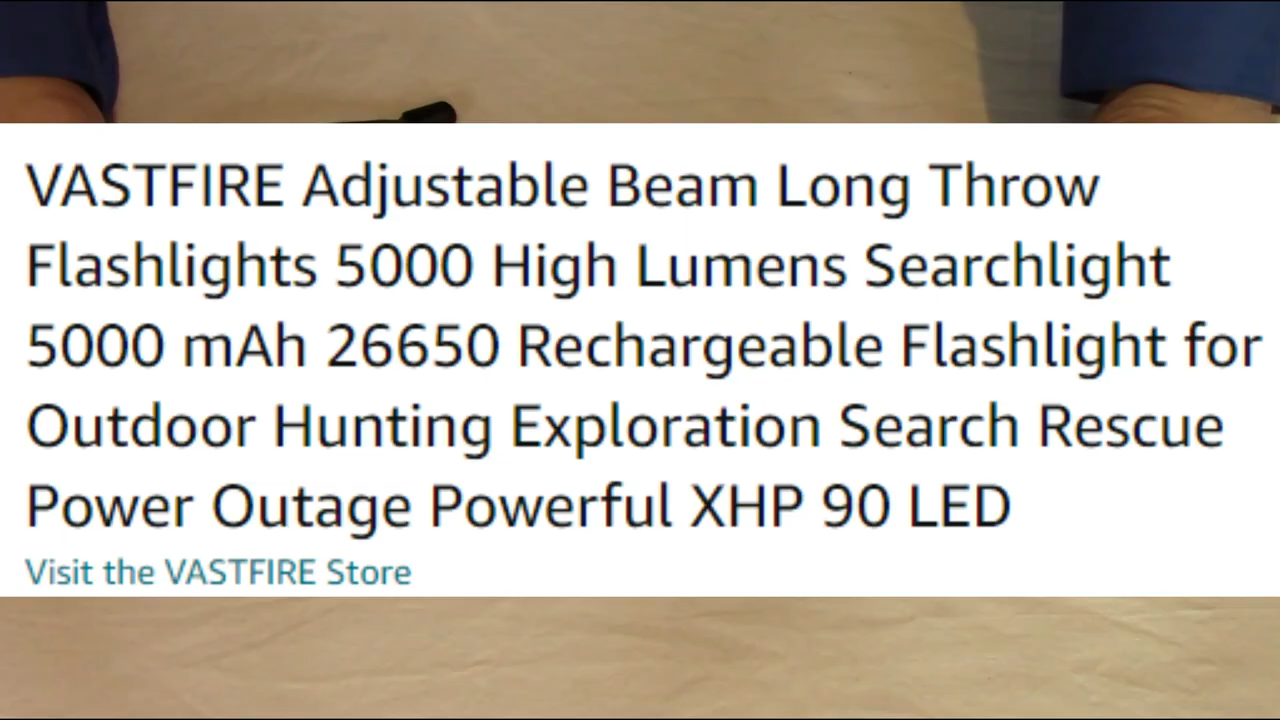 VASTFIRE Adjustable Beam Long Throw
Flashlights 5000 High Lumens Searchlight
5000 mAh 26650 Rechargeable Flashlight for
Outdoor Hunting Exploration Search Rescue
Power Outage Powerful XHP 90 LED
Visit the VASTFIRE Store